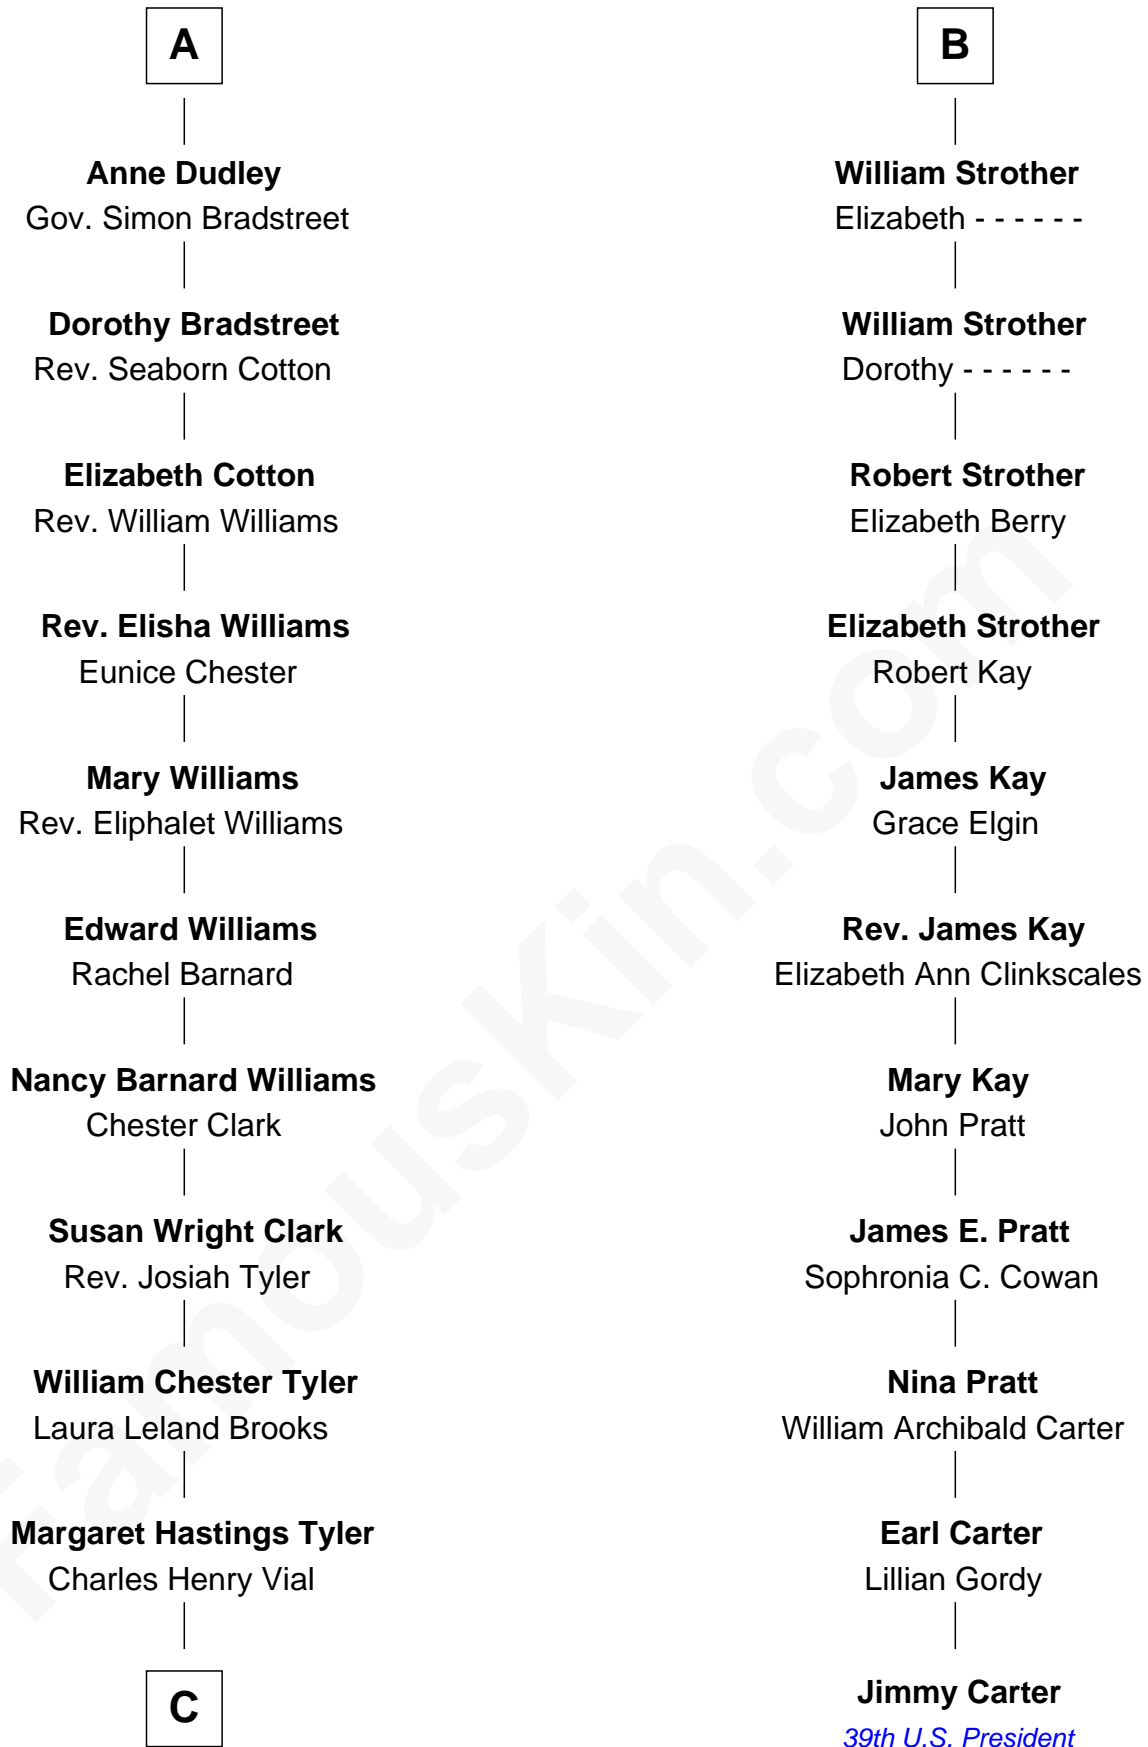 A
Anne Dudley
Gov. Simon Bradstreet
Dorothy Bradstreet
Rev. Seaborn Cotton
Elizabeth Cotton
Rev. William Williams
Rev. Elisha Williams
Eunice Chester
Mary Williams
Rev. Eliphalet Williams
Edward Williams
Rachel Barnard
Nancy Barnard Williams
Chester Clark
Susan Wright Clark
Rev. Josiah Tyler
William Chester Tyler
Laura Leland Brooks
Margaret Hastings Tyler
Charles Henry Vial
C
B
William Strother
Elizabeth - - - - - -
William Strother
Dorothy - - - - - -
Robert Strother
Elizabeth Berry
Elizabeth Strother
Robert Kay
James Kay
Grace Elgin
Rev. James Kay
Elizabeth Ann Clinkscales
Mary Kay
John Pratt
James E. Pratt
Sophronia C. Cowan
Nina Pratt
William Archibald Carter
Earl Carter
Lillian Gordy
Jimmy Carter
39th U.S. President
FamousKin.com